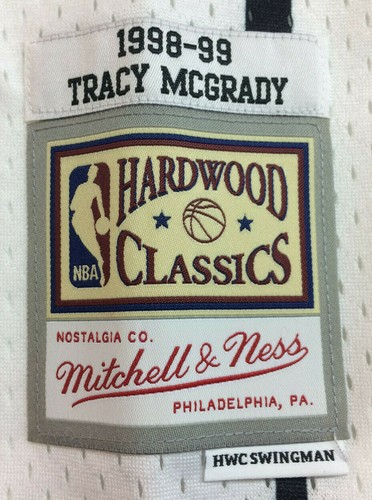 1998-99
TRACY MCGRADY
HARDWOOD
CLASSICS
NBA
NOSTALGIA CO.
Mitchell & Ness
PHILADELPHIA, PA.
HWC SWINGMAN